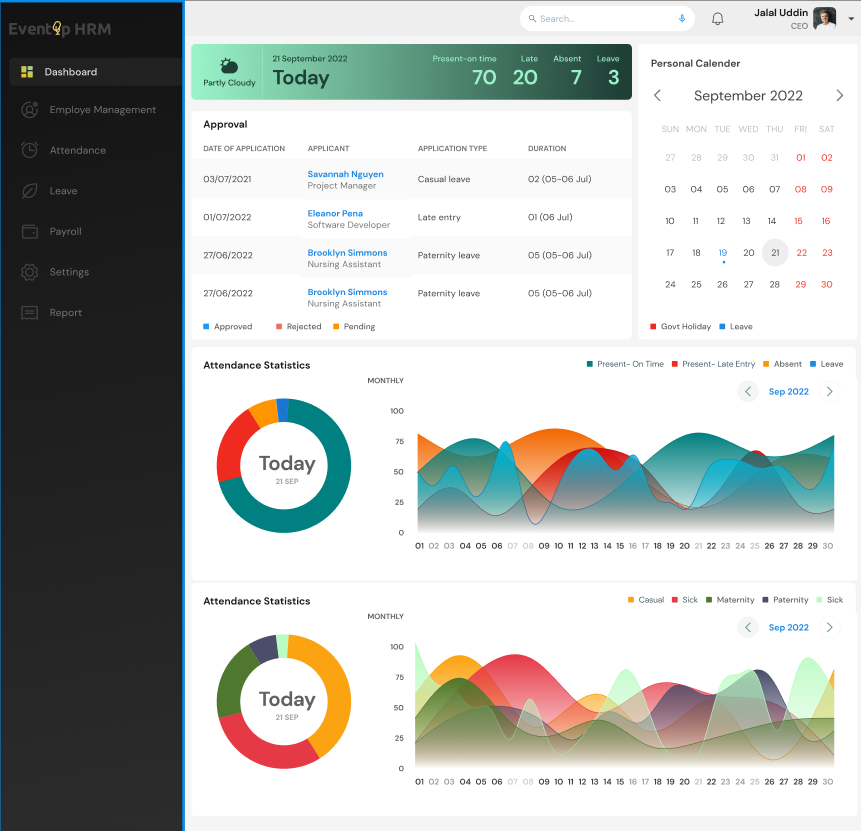 Eventup HRM
Dashboard
Employe Management
Attendance
Leave
Payroll
Settings
Report
Search...
Jalal Uddin
CEO
Partly Cloudy
21 September 2022
Today
Present-on time Late Absent Leave
70 20 7 3
Approval
DATE OF APPLICATION APPLICANT APPLICATION TYPE DURATION
03/07/2021 Savannah Nguyen Casual leave 02 (05-06 Jul)
Project Manager
01/07/2022 Eleanor Pena Late entry 01 (06 Jul)
Software Developer
27/06/2022 Brooklyn Simmons Paternity leave 05 (05-06 Jul)
Nursing Assistant
27/06/2022 Brooklyn Simmons Paternity leave 05 (05-06 Jul)
Nursing Assistant
Approved Rejected Pending
Personal Calender
September 2022
SUN MON TUE WED THU FRI SAT
27 28 29 30 31 01 02
03 04 05 06 07 08 09
10 11 12 13 14 15 16
17 18 19 20 21 22 23
24 25 26 27 28 29 30
Govt Holiday Leave
Attendance Statistics
Present- On Time Present- Late Entry Absent Leave
MONTHLY
Sep 2022
100
75
50
25
0
Today
21 SEP
01 02 03 04 05 06 07 08 09 10 11 12 13 14 15 16 17 18 19 20 21 22 23 24 25 26 27 28 29 30
Attendance Statistics
Casual Sick Maternity Paternity Sick
MONTHLY
Sep 2022
100
75
50
25
0
Today
21 SEP
01 02 03 04 05 06 07 08 09 10 11 12 13 14 15 16 17 18 19 20 21 22 23 24 25 26 27 28 29 30